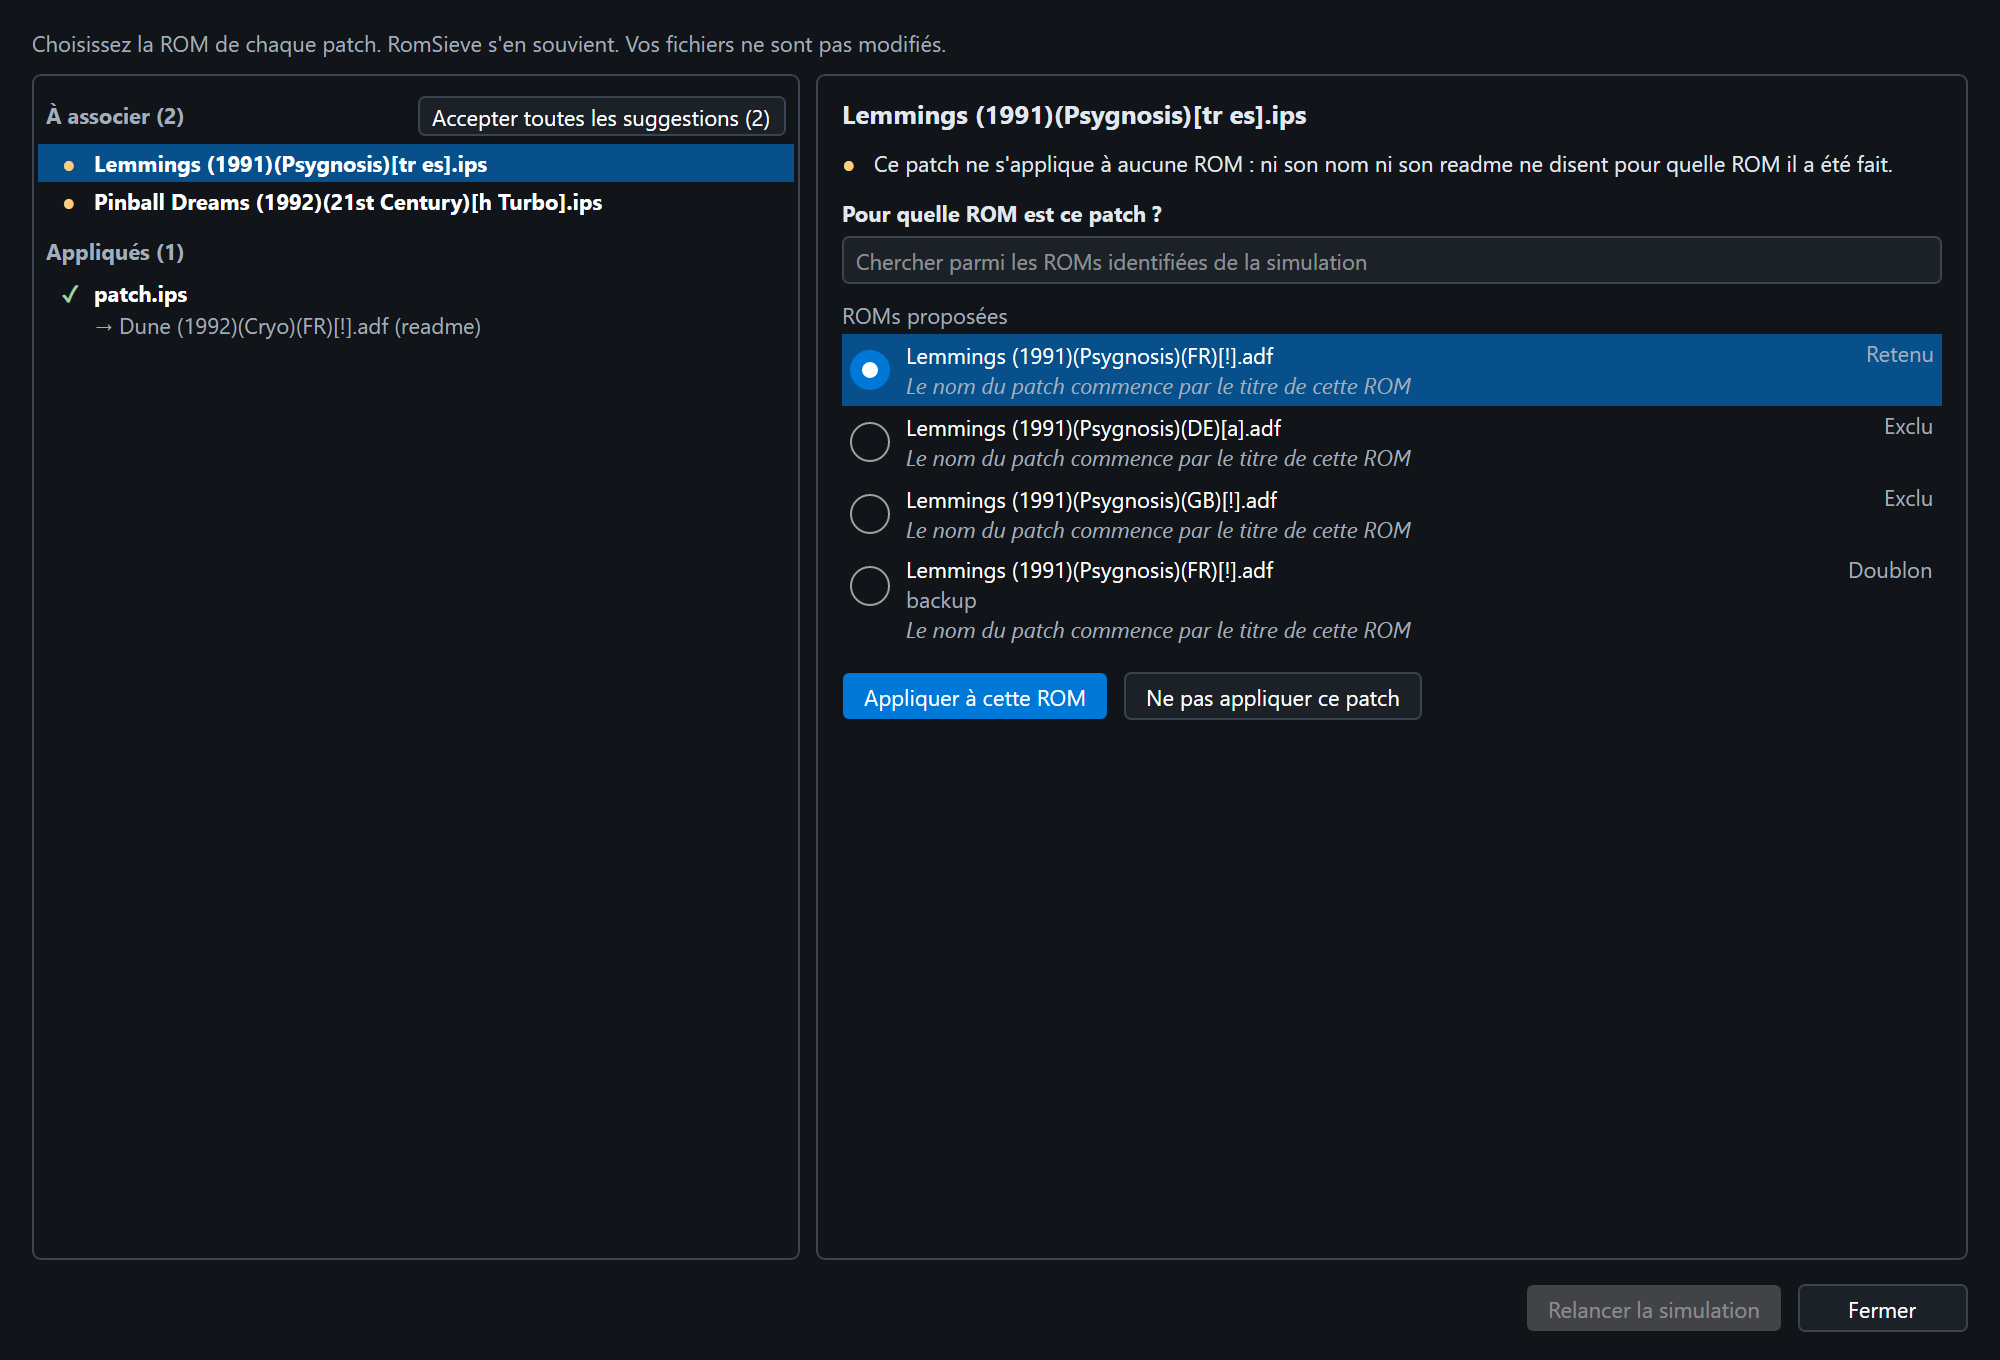 Choisissez la ROM de chaque patch. RomSieve s'en souvient. Vos fichiers ne sont pas modifiés.
À associer (2)
Accepter toutes les suggestions (2)
Lemmings (1991)(Psygnosis)[tr es].ips
Pinball Dreams (1992)(21st Century)[h Turbo].ips
Appliqués (1)
✓ patch.ips
→ Dune (1992)(Cryo)(FR)[!].adf (readme)
Lemmings (1991)(Psygnosis)[tr es].ips
Ce patch ne s'applique à aucune ROM : ni son nom ni son readme ne disent pour quelle ROM il a été fait.
Pour quelle ROM est ce patch ?
Chercher parmi les ROMs identifiées de la simulation
ROMs proposées
Lemmings (1991)(Psygnosis)(FR)[!].adf
Retenu
Le nom du patch commence par le titre de cette ROM
Lemmings (1991)(Psygnosis)(DE)[a].adf
Exclu
Le nom du patch commence par le titre de cette ROM
Lemmings (1991)(Psygnosis)(GB)[!].adf
Exclu
Le nom du patch commence par le titre de cette ROM
Lemmings (1991)(Psygnosis)(FR)[!].adf
Doublon
backup
Le nom du patch commence par le titre de cette ROM
Appliquer à cette ROM
Ne pas appliquer ce patch
Relancer la simulation
Fermer